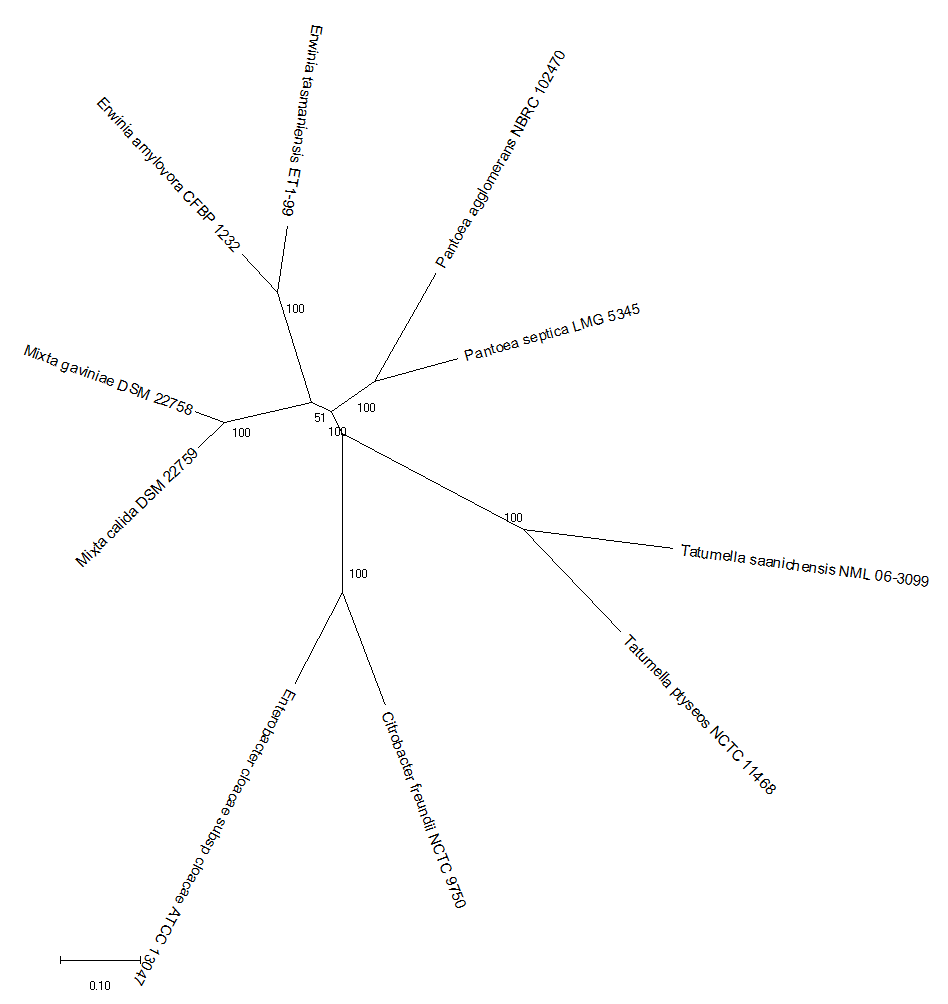 Erwinia tasmaniensis ET1-99
Pantoea agglomerans NBRC 102470
Erwinia amylovora CFBP 1232
100
Pantoea septica LMG 5345
Mixta gaviniae DSM 22758
100
51
100
100
Mixta calida DSM 22759
100
Tatumella saanichensis NML 06-3099
100
Tatumella ptyseos NCTC 11468
Enterobacter cloacae subsp cloacae ATCC 13047
Citrobacter freundii NCTC 9750
0.10